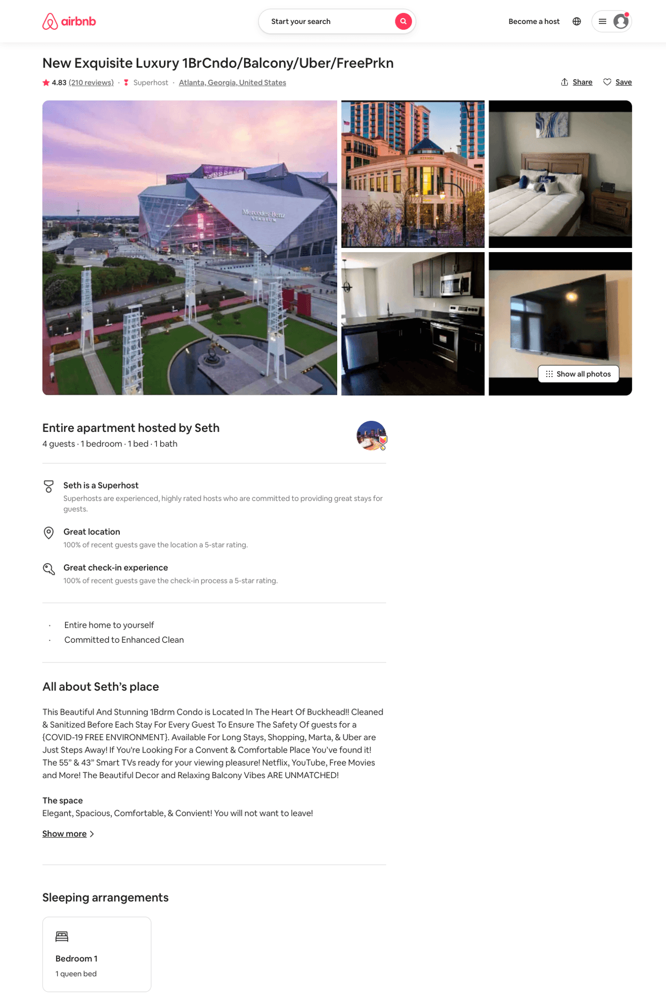 airbnb
Start your search
Become a host
New Exquisite Luxury 1BrCndo/Balcony/Uber/FreePrkn
4.83 (210 reviews) · Superhost · Atlanta, Georgia, United States
Share
Save
Mercedes-Benz
STADIUM
HERMÈS
Show all photos
Entire apartment hosted by Seth
4 guests · 1 bedroom · 1 bed · 1 bath
Seth is a Superhost
Superhosts are experienced, highly rated hosts who are committed to providing great stays for
guests.
Great location
100% of recent guests gave the location a 5-star rating.
Great check-in experience
100% of recent guests gave the check-in process a 5-star rating.
· Entire home to yourself
· Committed to Enhanced Clean
All about Seth’s place
This Beautiful And Stunning 1Bdrm Condo is Located In The Heart Of Buckhead!! Cleaned
& Sanitized Before Each Stay For Every Guest To Ensure The Safety Of guests for a
{COVID-19 FREE ENVIRONMENT}. Available For Long Stays, Shopping, Marta, & Uber are
Just Steps Away! If You're Looking For a Convent & Comfortable Place You’ve found it!
The 55” & 43” Smart TVs ready for your viewing pleasure! Netflix, YouTube, Free Movies
and More! The Beautiful Decor and Relaxing Balcony Vibes ARE UNMATCHED!
The space
Elegant, Spacious, Comfortable, & Convient! You will not want to leave!
Show more
Sleeping arrangements
Bedroom 1
1 queen bed